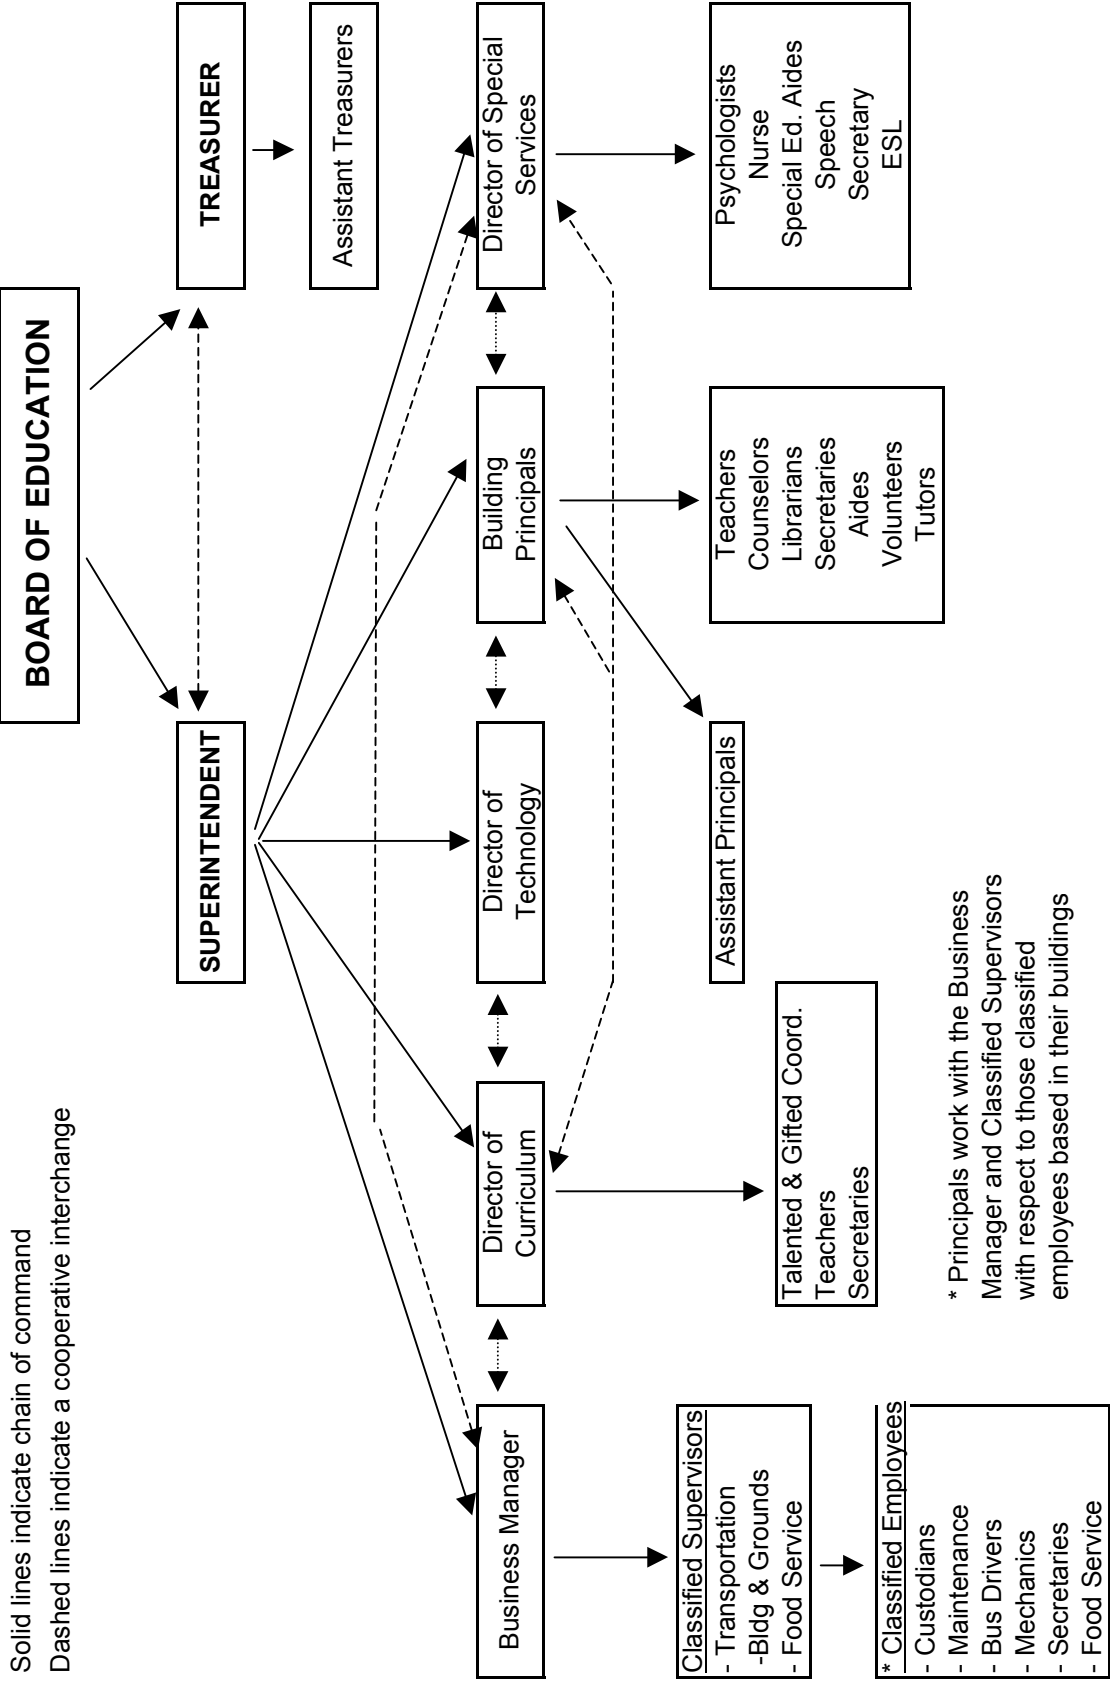 Solid lines indicate chain of command
Dashed lines indicate a cooperative interchange
BOARD OF EDUCATION
SUPERINTENDENT
TREASURER
Assistant Treasurers
Business Manager
Director of
Curriculum
Director of
Technology
Building
Principals
Director of Special
Services
Classified Supervisors
- Transportation
-Bldg & Grounds
- Food Service
* Classified Employees
- Custodians
- Maintenance
- Bus Drivers
- Mechanics
- Secretaries
- Food Service
Talented & Gifted Coord.
Teachers
Secretaries
Assistant Principals
Teachers
Counselors
Librarians
Secretaries
Aides
Volunteers
Tutors
Psychologists
Nurse
Special Ed. Aides
Speech
Secretary
ESL
* Principals work with the Business
Manager and Classified Supervisors
with respect to those classified
employees based in their buildings